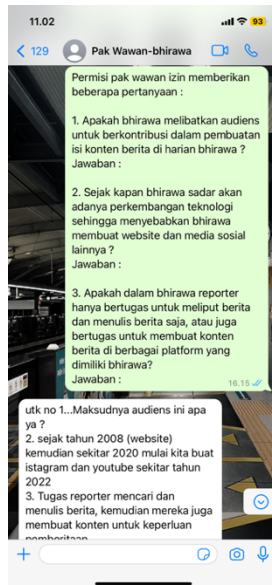 11.02
93
129
Pak Wawan-bhirawa
Permisi pak wawan izin memberikan
beberapa pertanyaan :
1. Apakah bhirawa melibatkan audiens
untuk berkontribusi dalam pembuatan
isi konten berita di harian bhirawa ?
Jawaban :
2. Sejak kapan bhirawa sadar akan
adanya perkembangan teknologi
sehingga menyebabkan bhirawa
membuat website dan media sosial
lainnya ?
Jawaban :
3. Apakah dalam bhirawa reporter
hanya bertugas untuk meliput berita
dan menulis berita saja, atau juga
bertugas untuk membuat konten
berita di berbagai platform yang
dimiliki bhirawa?
Jawaban :
16.15
utk no 1...Maksudnya audiens ini apa
ya ?
2. sejak tahun 2008 (website)
kemudian sekitar 2020 mulai kita buat
istagram dan youtube sekitar tahun
2022
3. Tugas reporter mencari dan
menulis berita, kemudian mereka juga
membuat konten untuk keperluan
pemberitaan